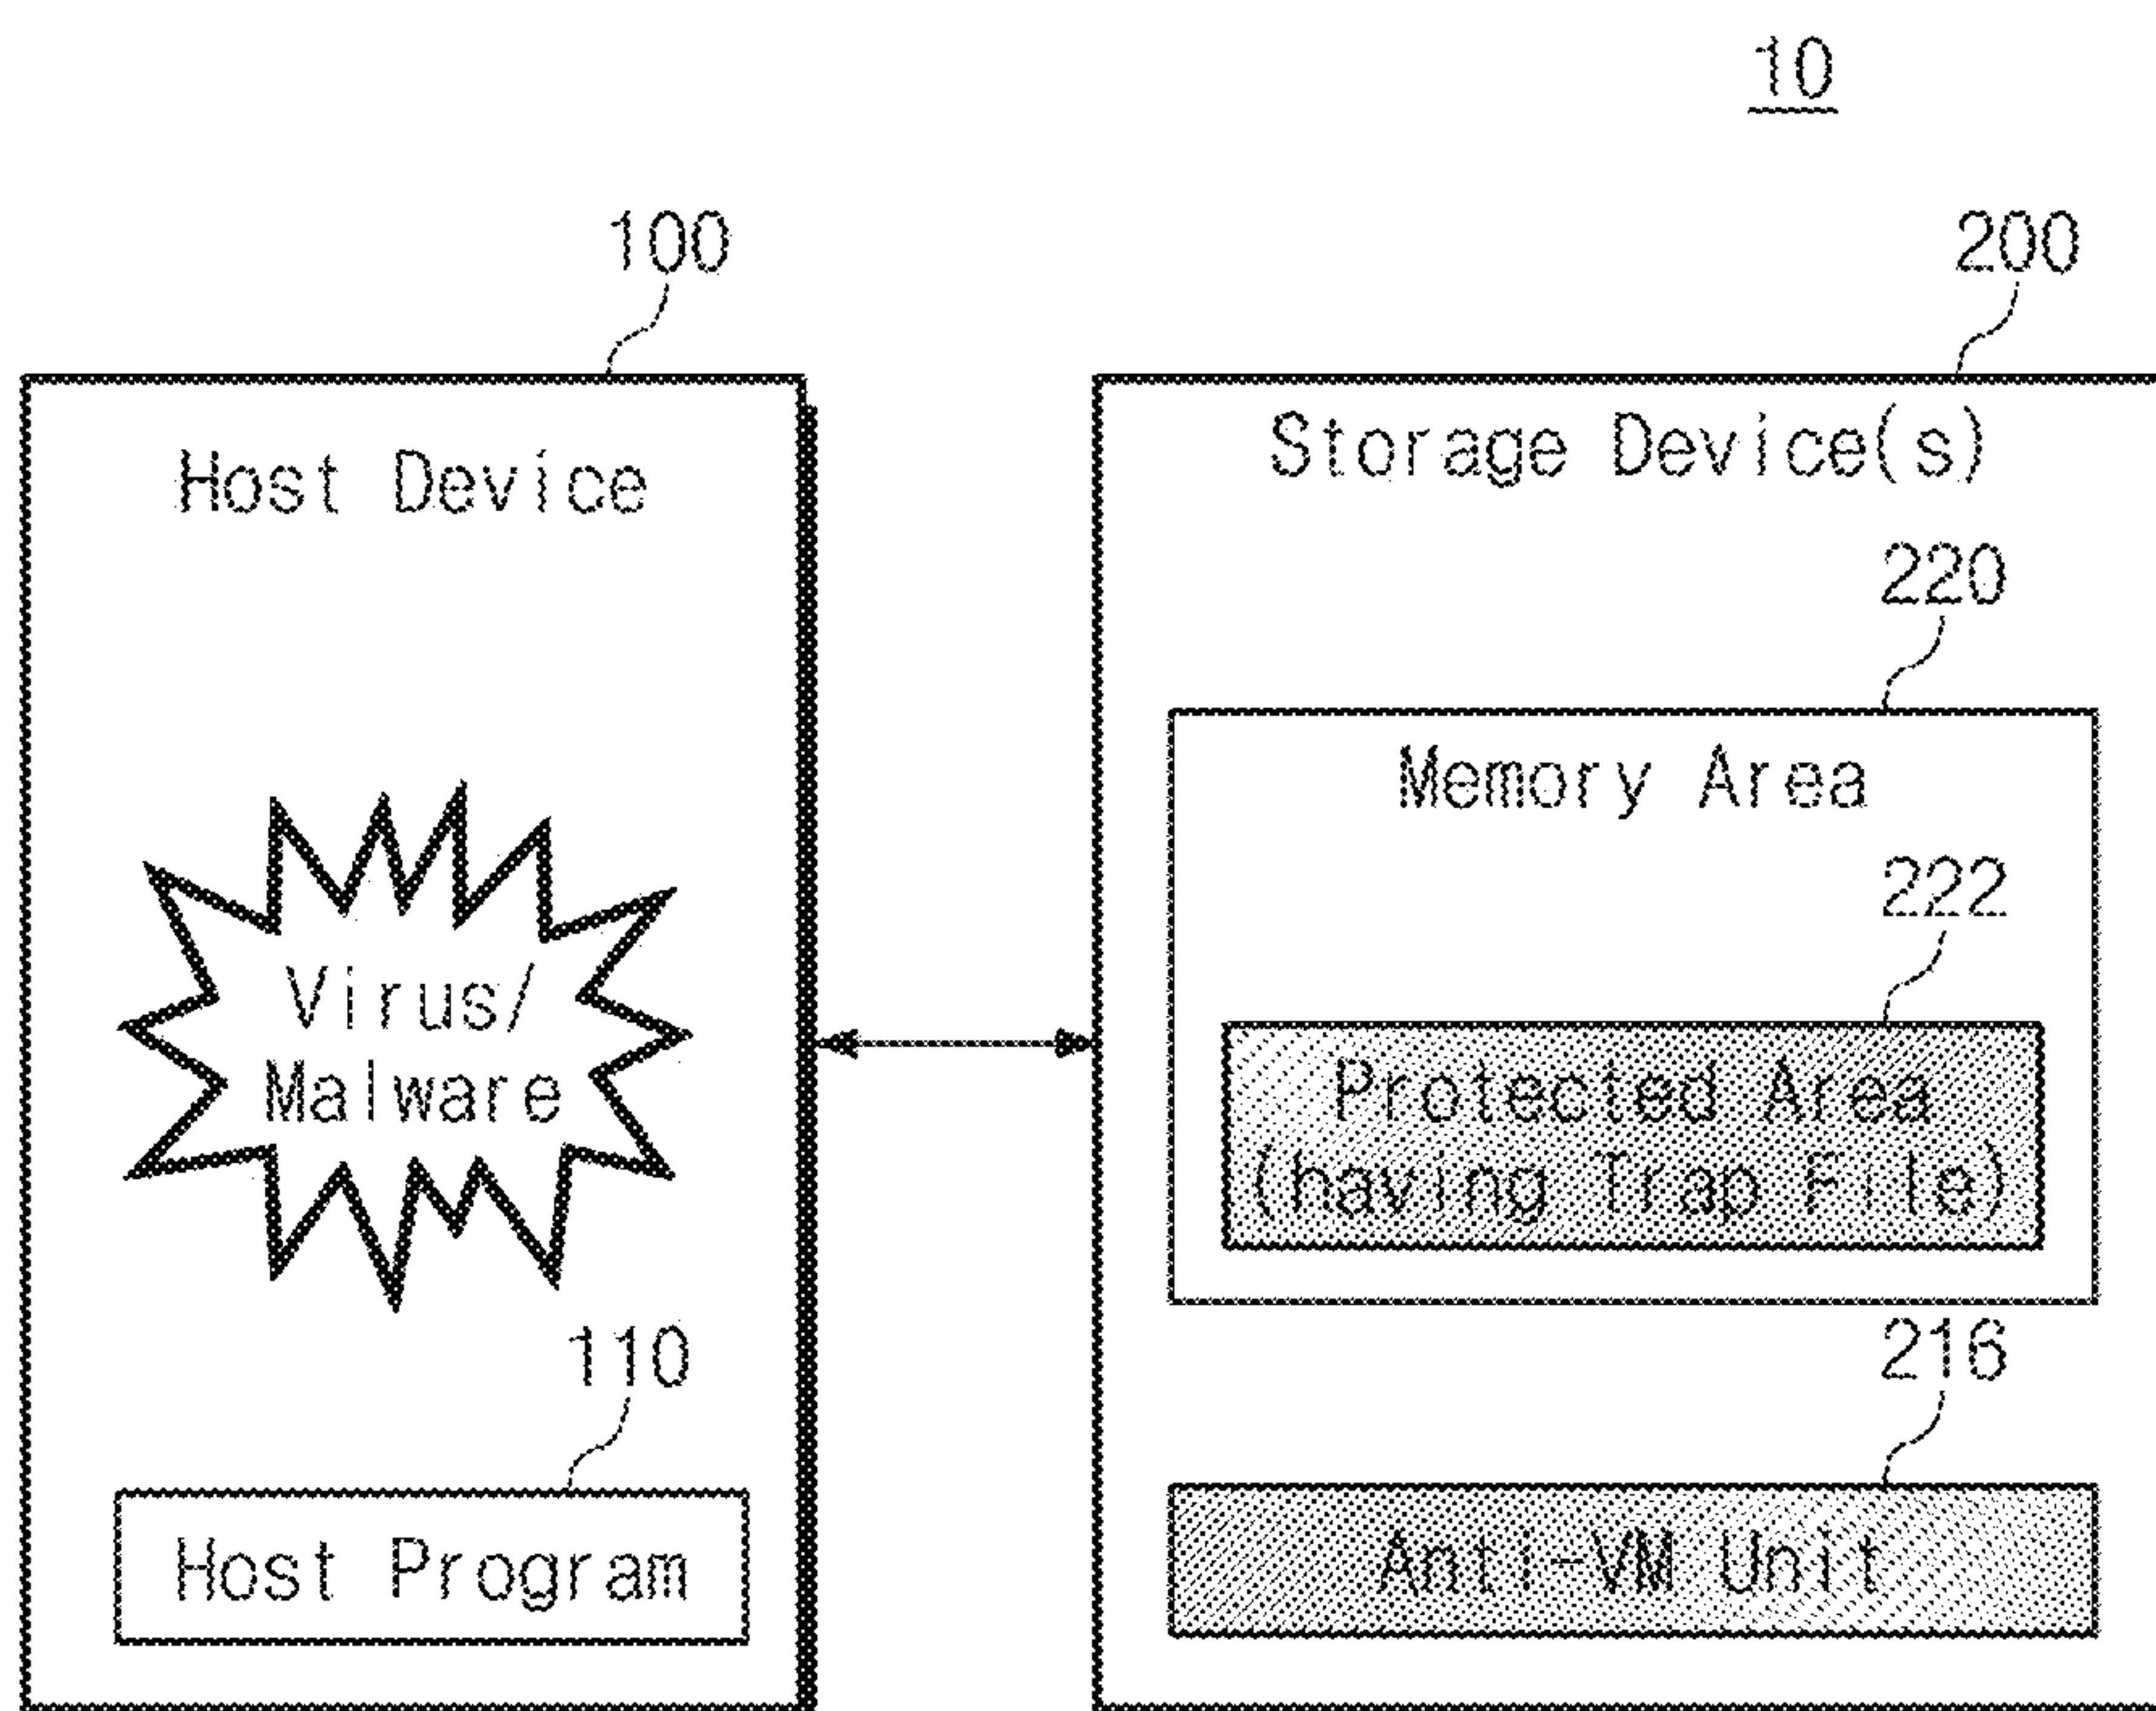 10
100
200
Host Device
Storage Device(s)
220
Memory Area
222
Virus/
Malware
Protected Area
(having Trap File)
110
216
Host Program
Anti-VM Unit